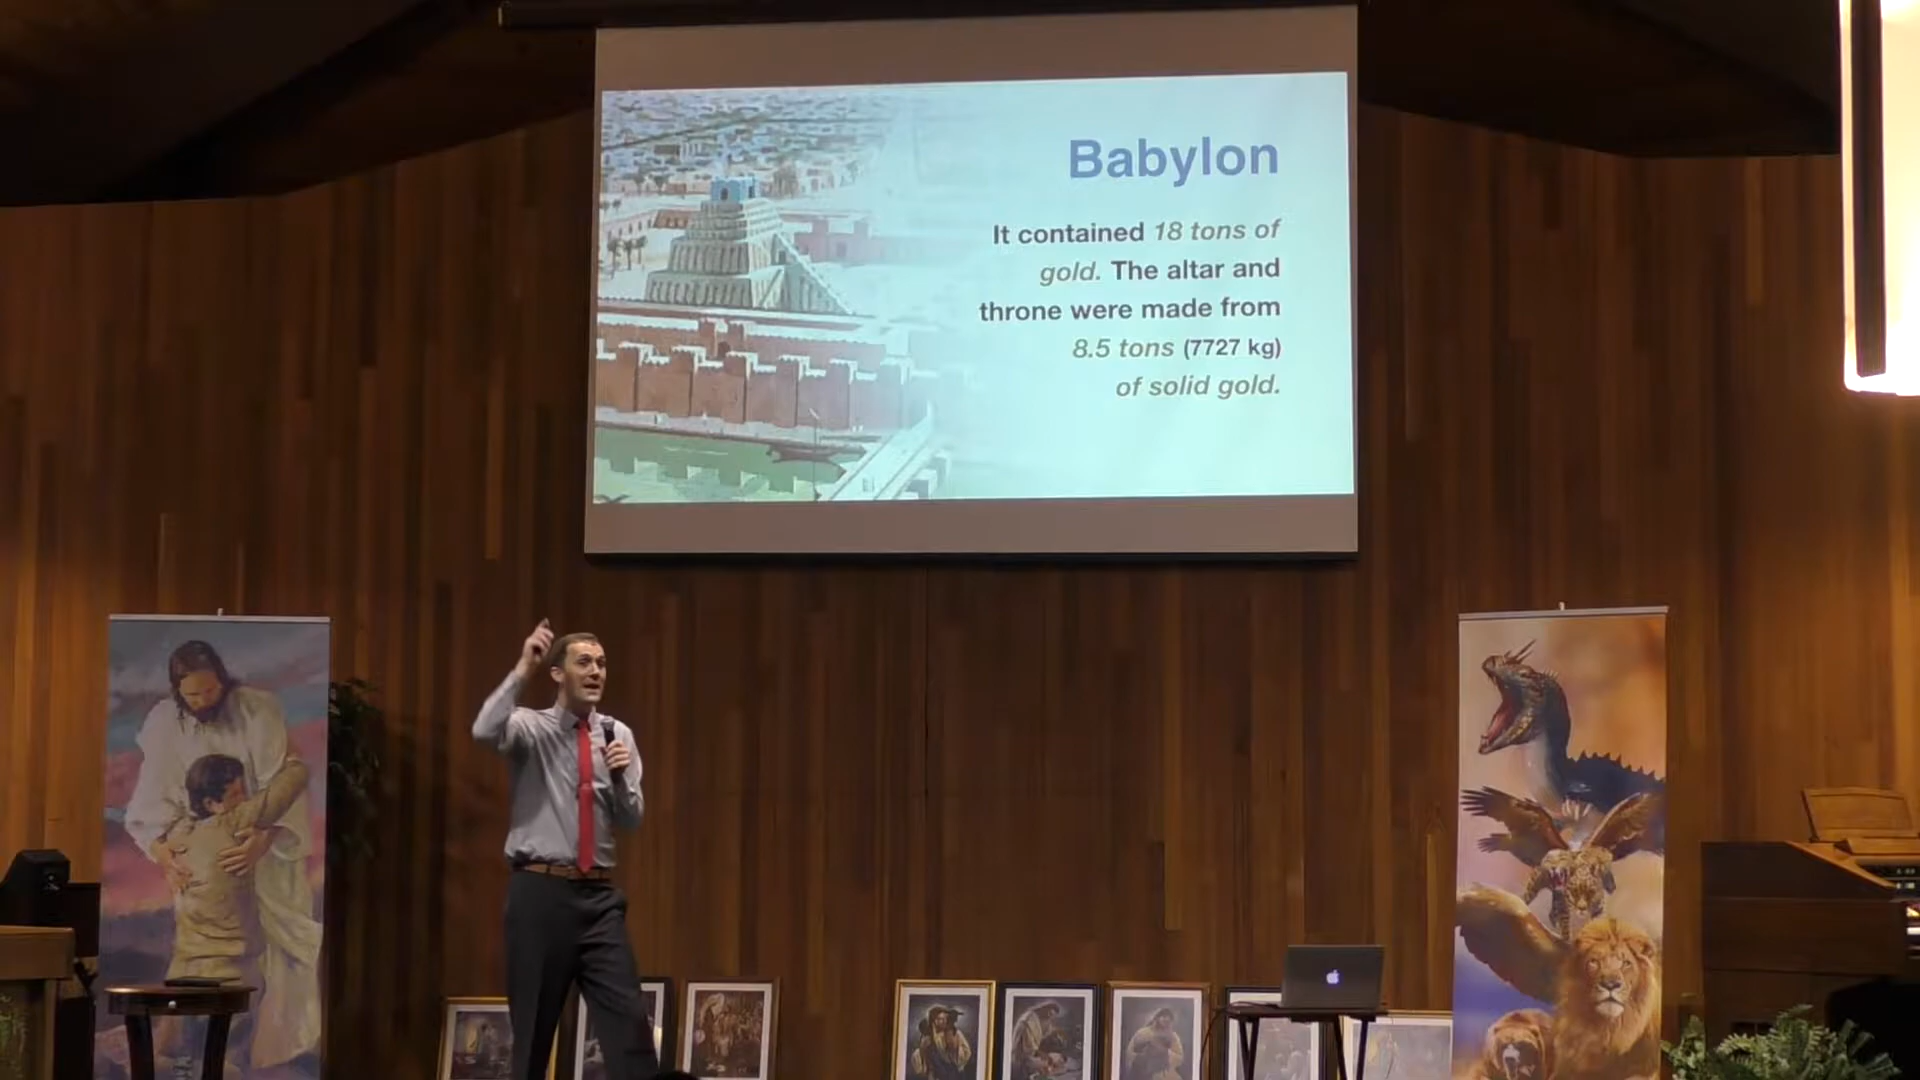 Babylon
It contained 18 tons of
gold. The altar and
throne were made from
8.5 tons (7727 kg)
of solid gold.